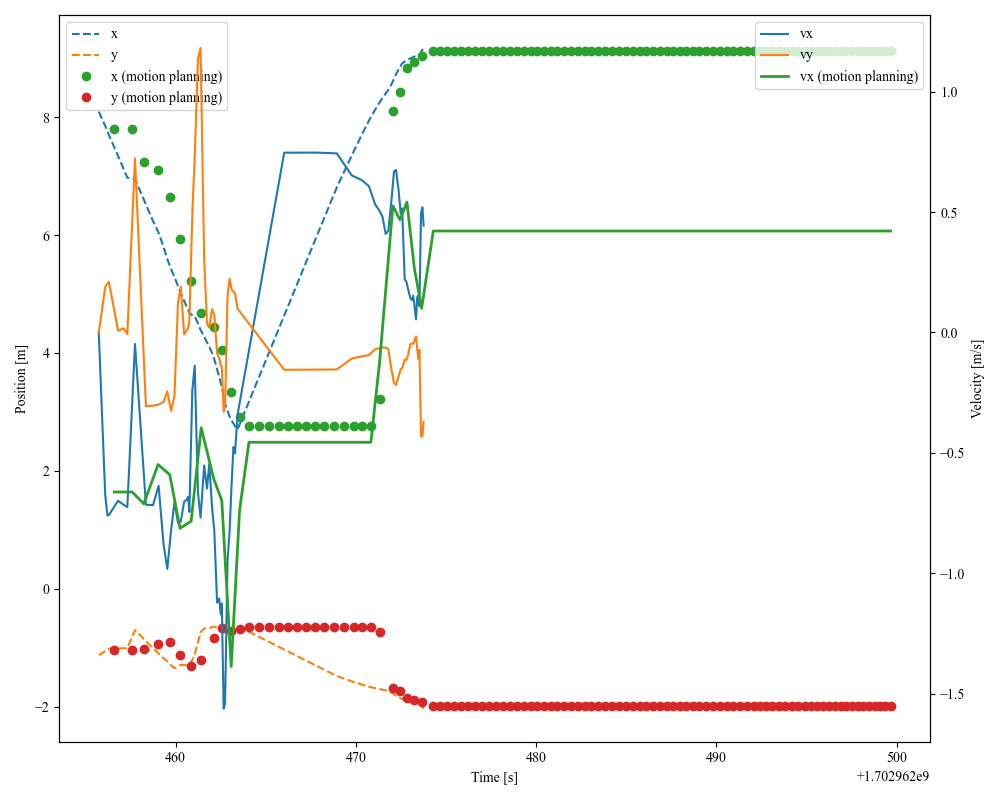 x
y
x (motion planning)
y (motion planning)
vx
vy
vx (motion planning)
8
6
4
2
0
−2
Position [m]
1.0
0.5
0.0
−0.5
−1.0
−1.5
Velocity [m/s]
460
470
480
490
500
Time [s]
+1.702962e9